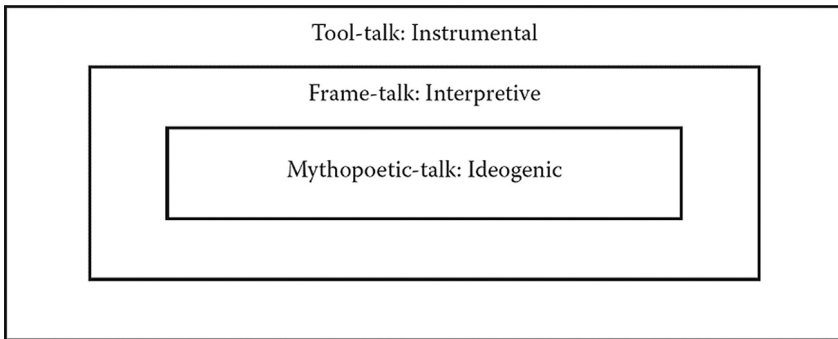 Tool-talk: Instrumental
Frame-talk: Interpretive
Mythopoetic-talk: Ideogenic